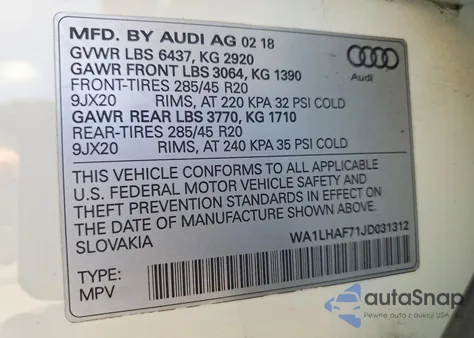 MFD. BY AUDI AG 02 18
GVWR LBS 6437, KG 2920
GAWR FRONT LBS 3064, KG 1390
FRONT-TIRES 285/45 R20
9JX20 RIMS, AT 220 KPA 32 PSI COLD
GAWR REAR LBS 3770, KG 1710
REAR-TIRES 285/45 R20
9JX20 RIMS, AT 240 KPA 35 PSI COLD
Audi
THIS VEHICLE CONFORMS TO ALL APPLICABLE
U.S. FEDERAL MOTOR VEHICLE SAFETY AND
THEFT PREVENTION STANDARDS IN EFFECT ON
THE DATE OF MANUFACTURE SHOWN ABOVE
SLOVAKIA
WA1LHAF71JD031312
TYPE:
MPV
autoSnap
Pewne auta z dostawą z USA